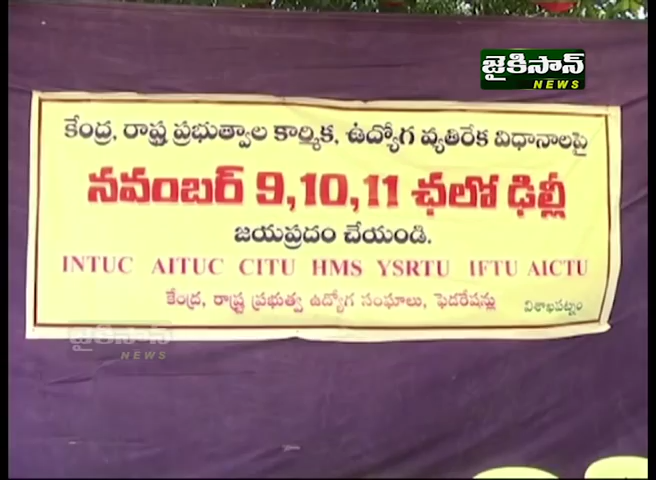 జైకిసాన్
NEWS
కేంద్ర, రాష్ట్ర ప్రభుత్వాల కార్మిక, ఉద్యోగ వ్యతిరేక విధానాలపై
నవంబర్ 9,10,11 ఛలో ఢిల్లీ
జయప్రదం చేయండి.
INTUC AITUC CITU HMS YSRTU IFTU AICTU
కేంద్ర, రాష్ట్ర ప్రభుత్వ ఉద్యోగ సంఘాలు, ఫెడరేషన్లు విశాఖపట్నం
జైకిసాన్
NEWS